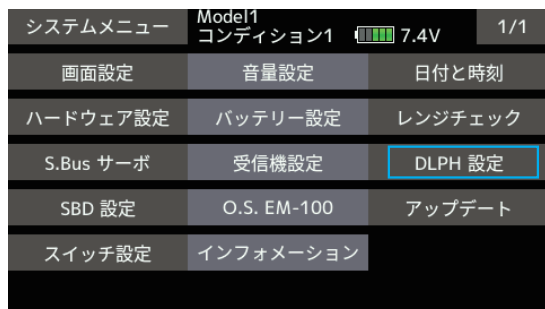 システムメニュー
Model1
コンディション1 7.4V
1/1
画面設定 音量設定 日付と時刻
ハードウェア設定 バッテリー設定 レンジチェック
S.Bus サーボ 受信機設定 DLPH 設定
SBD 設定 O.S. EM-100 アップデート
スイッチ設定 インフォメーション